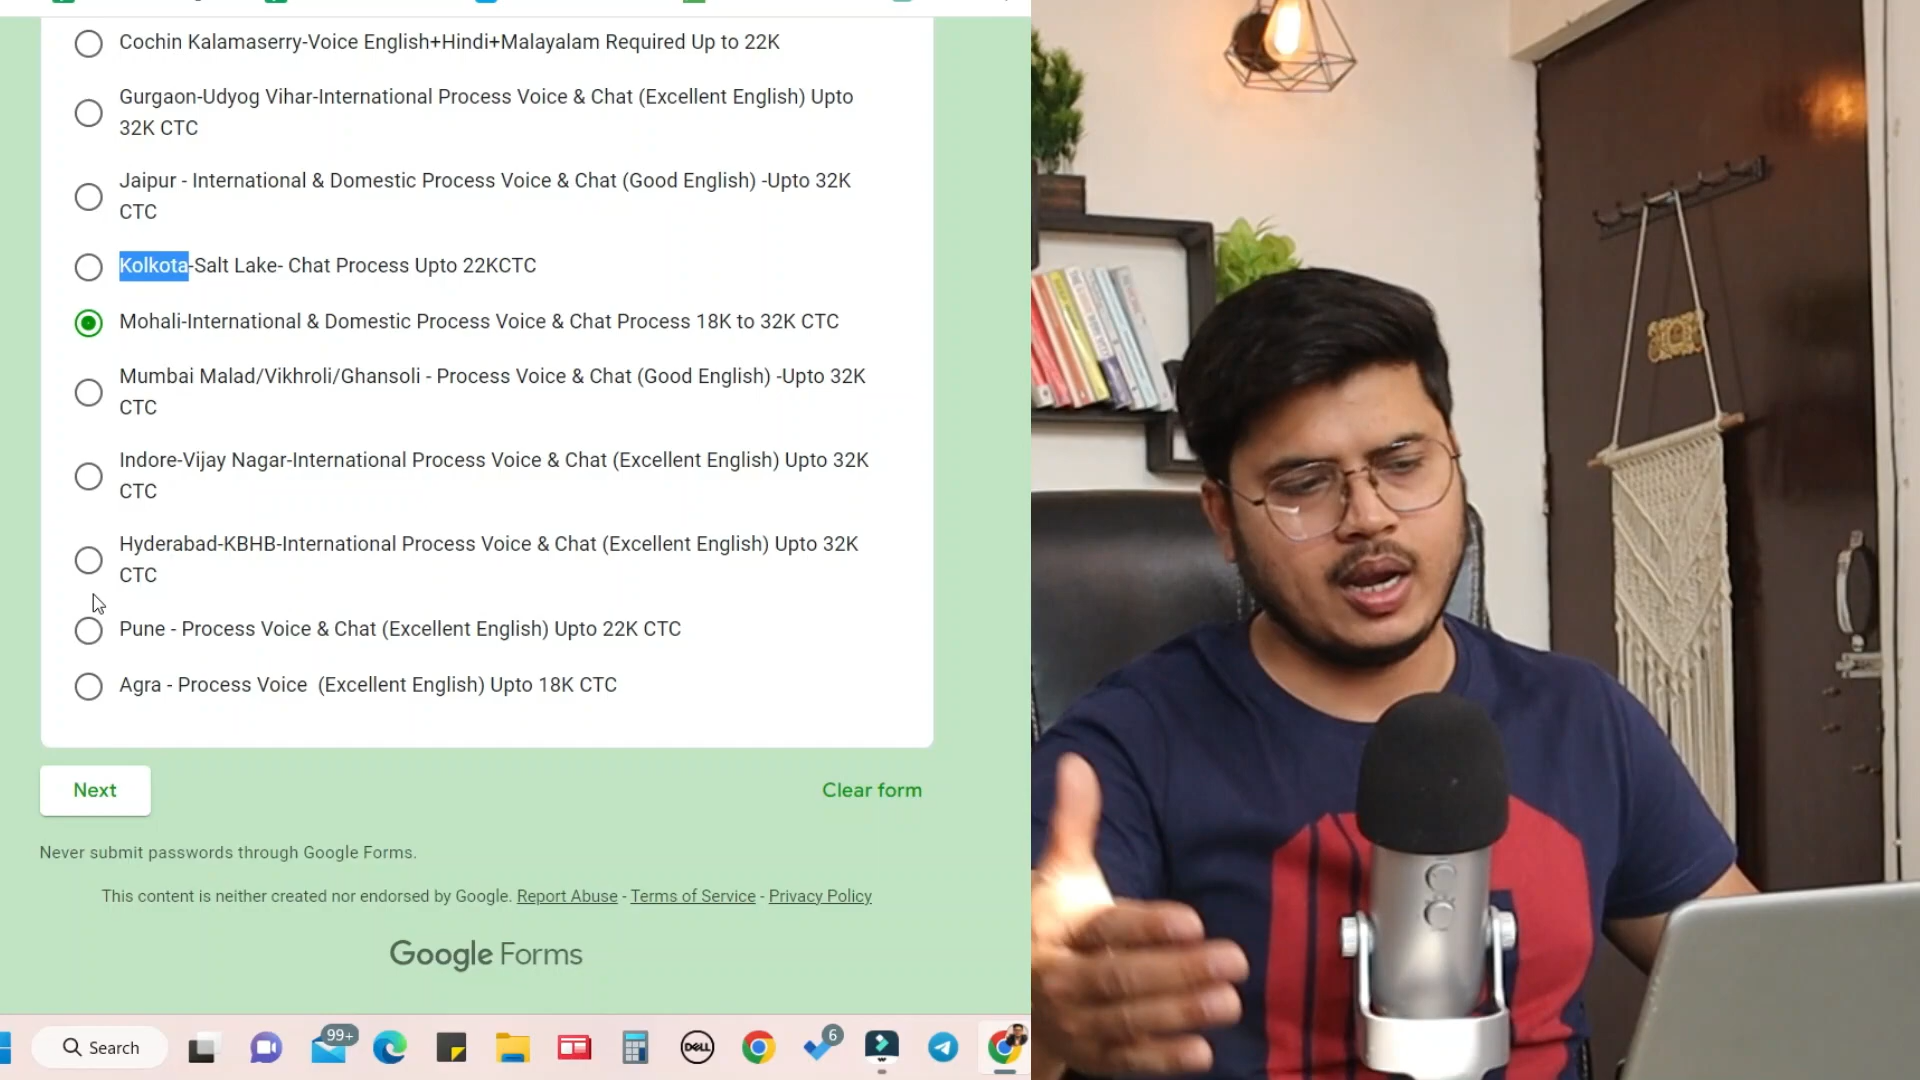 Cochin Kalamaserry-Voice English+Hindi+Malayalam Required Up to 22K
Gurgaon-Udyog Vihar-International Process Voice & Chat (Excellent English) Upto
32K CTC
Jaipur - International & Domestic Process Voice & Chat (Good English) -Upto 32K
CTC
Kolkota-Salt Lake- Chat Process Upto 22KCTC
Mohali-International & Domestic Process Voice & Chat Process 18K to 32K CTC
Mumbai Malad/Vikhroli/Ghansoli - Process Voice & Chat (Good English) -Upto 32K
CTC
Indore-Vijay Nagar-International Process Voice & Chat (Excellent English) Upto 32K
CTC
Hyderabad-KBHB-International Process Voice & Chat (Excellent English) Upto 32K
CTC
Pune - Process Voice & Chat (Excellent English) Upto 22K CTC
Agra - Process Voice  (Excellent English) Upto 18K CTC
Next
Clear form
Never submit passwords through Google Forms.
This content is neither created nor endorsed by Google. Report Abuse - Terms of Service - Privacy Policy
Google Forms
Search
99+
DELL
6